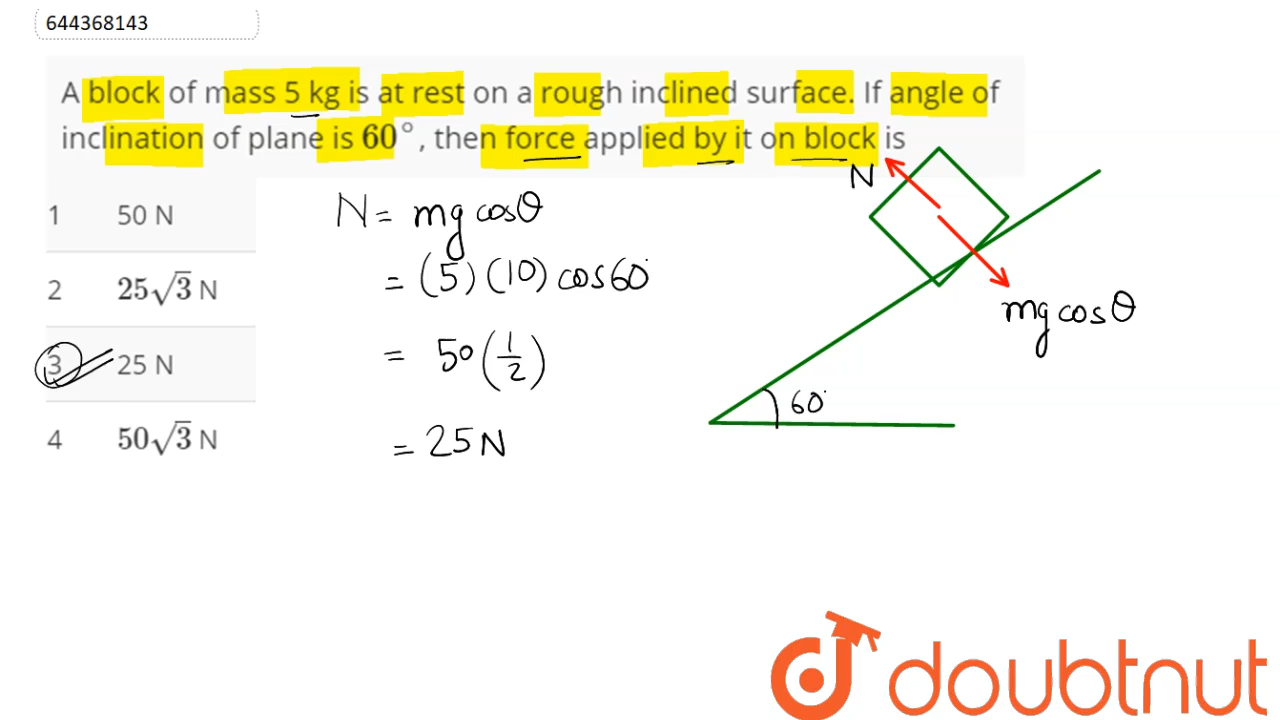 644368143
A block of mass 5 kg is at rest on a rough inclined surface. If angle of
inclination of plane is 60°, then force applied by it on block is
1 50 N
2 25√3 N
3 25 N
4 50√3 N
N = mg cosθ
= (5) (10) cos60°
= 50 (1/2)
= 25 N
N
mg cosθ
60°
doubtnut